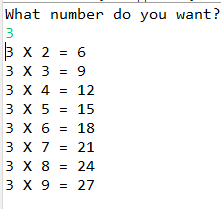 What number do you want?
3
3 X 2 = 6
3 X 3 = 9
3 X 4 = 12
3 X 5 = 15
3 X 6 = 18
3 X 7 = 21
3 X 8 = 24
3 X 9 = 27